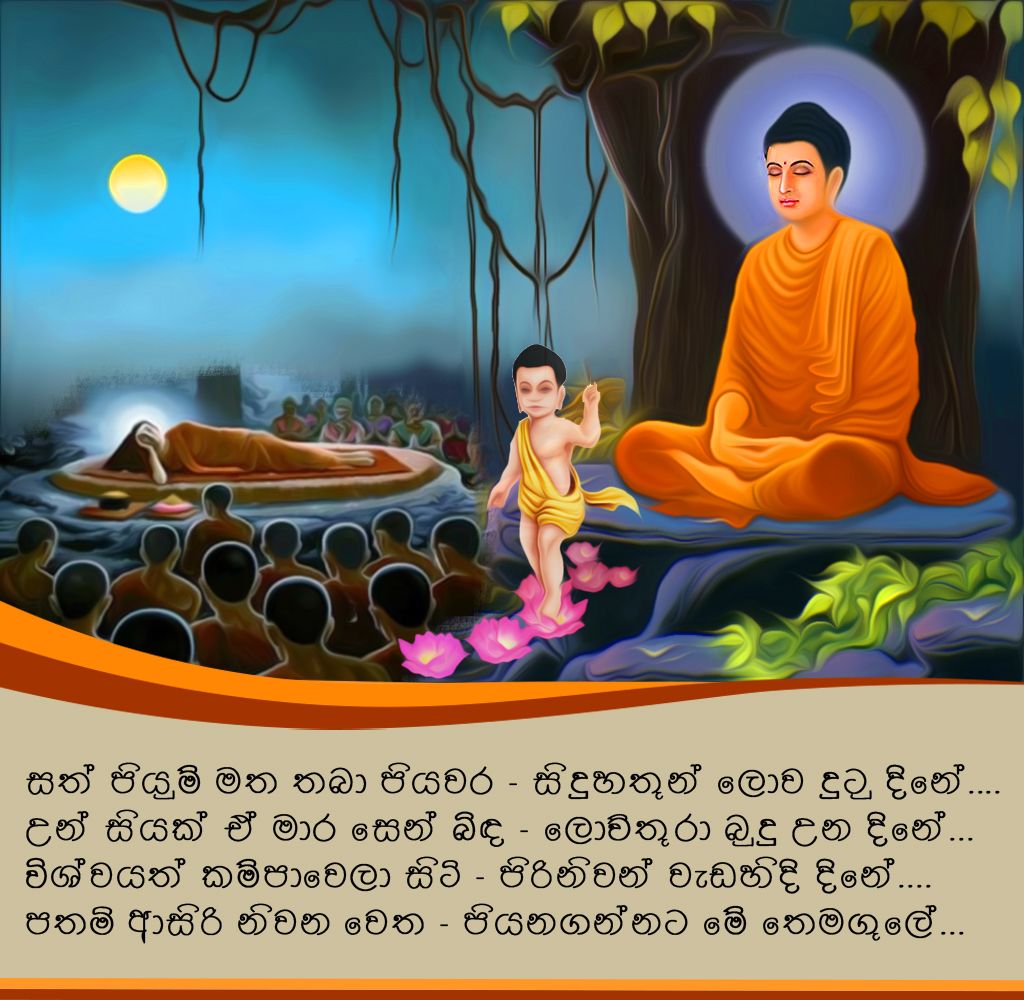 සත් පියුම් මත තබා පියවර - සිදුහතුන් ලොව දුටු දිනේ....
උන් සියක් ඒ මාර සෙන් බිඳ - ලොව්තුරා බුදු උන දිනේ...
විශ්වයත් කම්පාවෙලා සිටි - පිරිනිවන් වැඩහිදි දිනේ....
පතමි ආසිරි නිවන වෙත - පියනගන්නට මේ තෙමගුලේ...